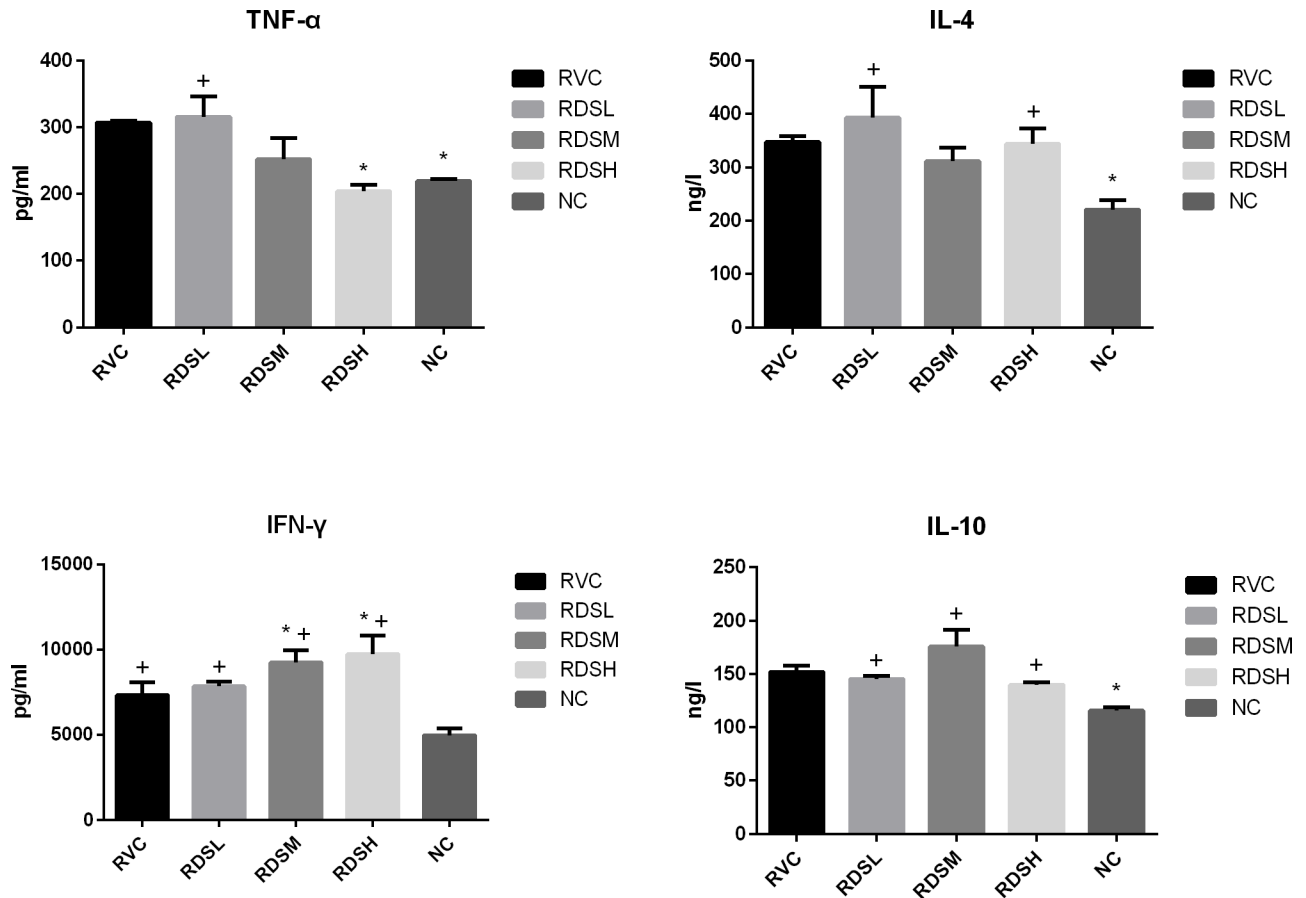 TNF-α
400
300
200
100
0
pg/ml
+
*
*
RVC
RDSL
RDSM
RDSH
NC
RVC
RDSL
RDSM
RDSH
NC
IL-4
500
400
300
200
100
0
ng/l
+
+
*
RVC
RDSL
RDSM
RDSH
NC
RVC
RDSL
RDSM
RDSH
NC
IFN-γ
15000
10000
5000
0
pg/ml
+
+
* +
* +
RVC
RDSL
RDSM
RDSH
NC
RVC
RDSL
RDSM
RDSH
NC
IL-10
250
200
150
100
50
0
ng/l
+
+
+
*
RVC
RDSL
RDSM
RDSH
NC
RVC
RDSL
RDSM
RDSH
NC